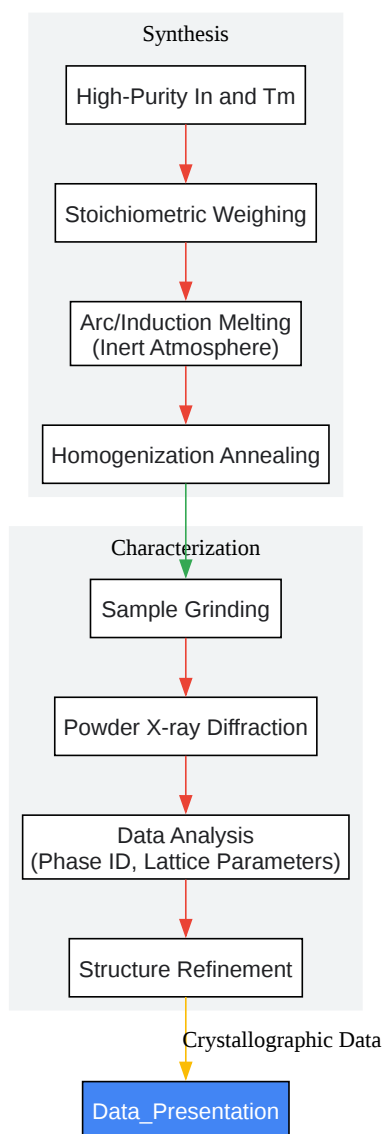 Synthesis
High-Purity In and Tm
Stoichiometric Weighing
Arc/Induction Melting
(Inert Atmosphere)
Homogenization Annealing
Characterization
Sample Grinding
Powder X-ray Diffraction
Data Analysis
(Phase ID, Lattice Parameters)
Structure Refinement
Crystallographic Data
Data_Presentation